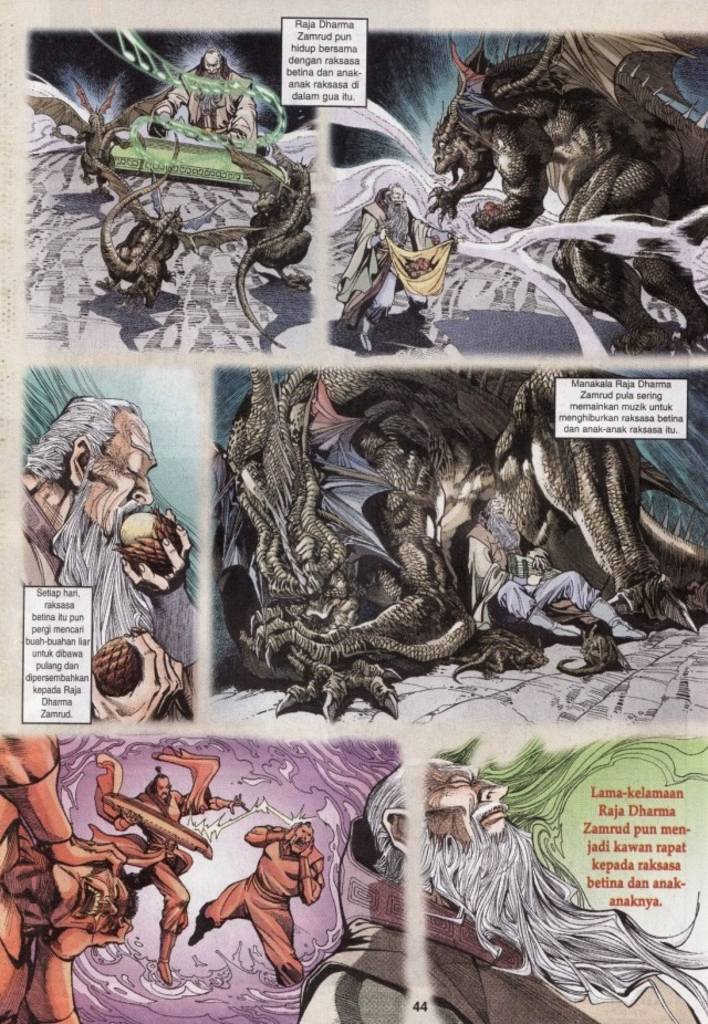 Raja Dharma
Zamrud pun
hidup bersama
dengan raksasa
betina dan anak-
anak raksasa di
dalam gua itu.
Setiap hari,
raksasa
betina itu pun
pergi mencari
buah-buahan liar
untuk dibawa
pulang dan
dipersembahkan
kepada Raja
Dharma
Zamrud.
Manakala Raja Dharma
Zamrud pula sering
memainkan muzik untuk
menghiburkan raksasa betina
dan anak-anak raksasa itu.
Lama-kelamaan
Raja Dharma
Zamrud pun men-
jadi kawan rapat
kepada raksasa
betina dan anak-
anaknya.
44